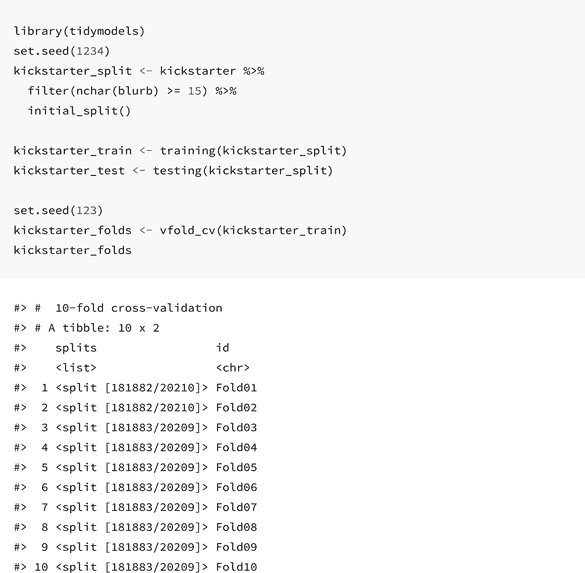 library(tidymodels)
set.seed(1234)
kickstarter_split <- kickstarter %>%
  filter(nchar(blurb) >= 15) %>%
  initial_split()

kickstarter_train <- training(kickstarter_split)
kickstarter_test <- testing(kickstarter_split)

set.seed(123)
kickstarter_folds <- vfold_cv(kickstarter_train)
kickstarter_folds

#> #  10-fold cross-validation
#> # A tibble: 10 x 2
#>    splits                 id
#>    <list>                 <chr>
#>  1 <split [181882/20210]> Fold01
#>  2 <split [181882/20210]> Fold02
#>  3 <split [181883/20209]> Fold03
#>  4 <split [181883/20209]> Fold04
#>  5 <split [181883/20209]> Fold05
#>  6 <split [181883/20209]> Fold06
#>  7 <split [181883/20209]> Fold07
#>  8 <split [181883/20209]> Fold08
#>  9 <split [181883/20209]> Fold09
#> 10 <split [181883/20209]> Fold10